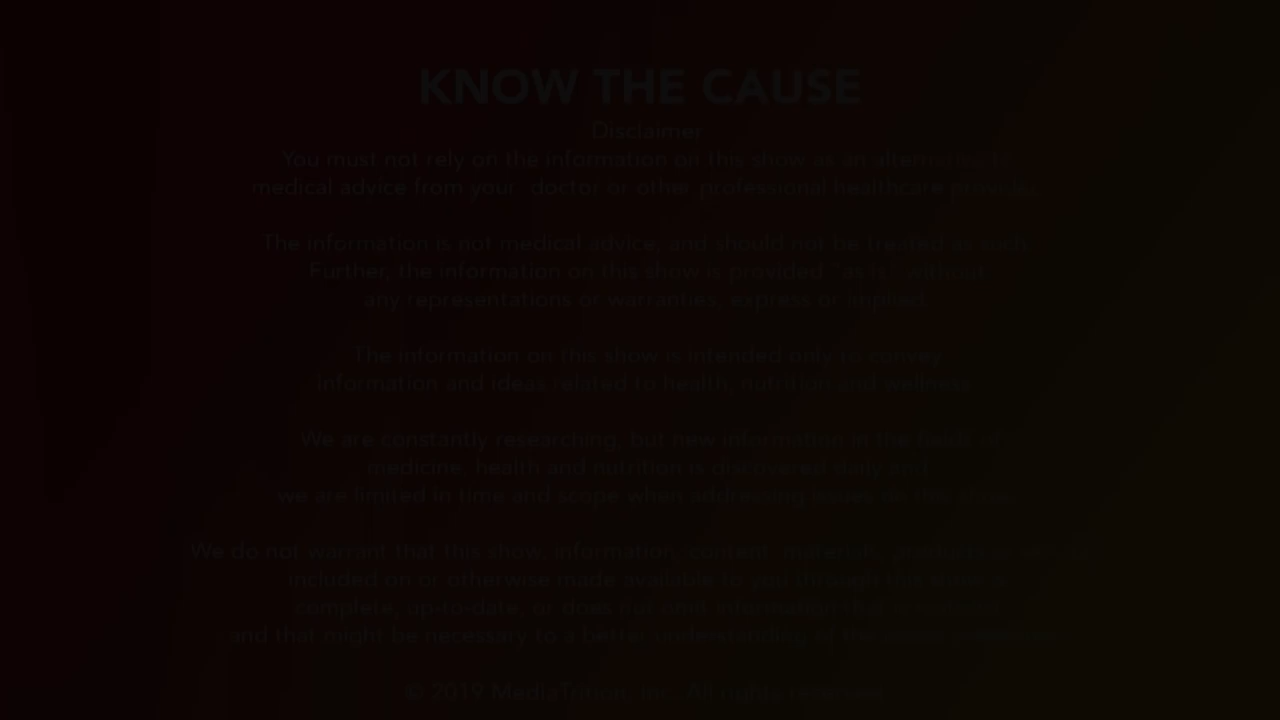 KNOW THE CAUSE
Disclaimer
You must not rely on the information on this show as an alternative to
medical advice from your doctor or other professional healthcare provider.
The information is not medical advice, and should not be treated as such.
Further, the information on this show is provided "as is" without
any representations or warranties, express or implied.
The information on this show is intended only to convey
information and ideas related to health, nutrition and wellness.
We are constantly researching, but new information in the fields of
medicine, health and nutrition is discovered daily and
we are limited in time and scope when addressing issues on the show.
We do not warrant that this show, information, content, materials, products
included on or otherwise made available to you through this
complete, up-to-date, or does not omit information that
and that might be necessary to a better understanding of the
© 2019 MediaTrition, Inc. All rights reserved.